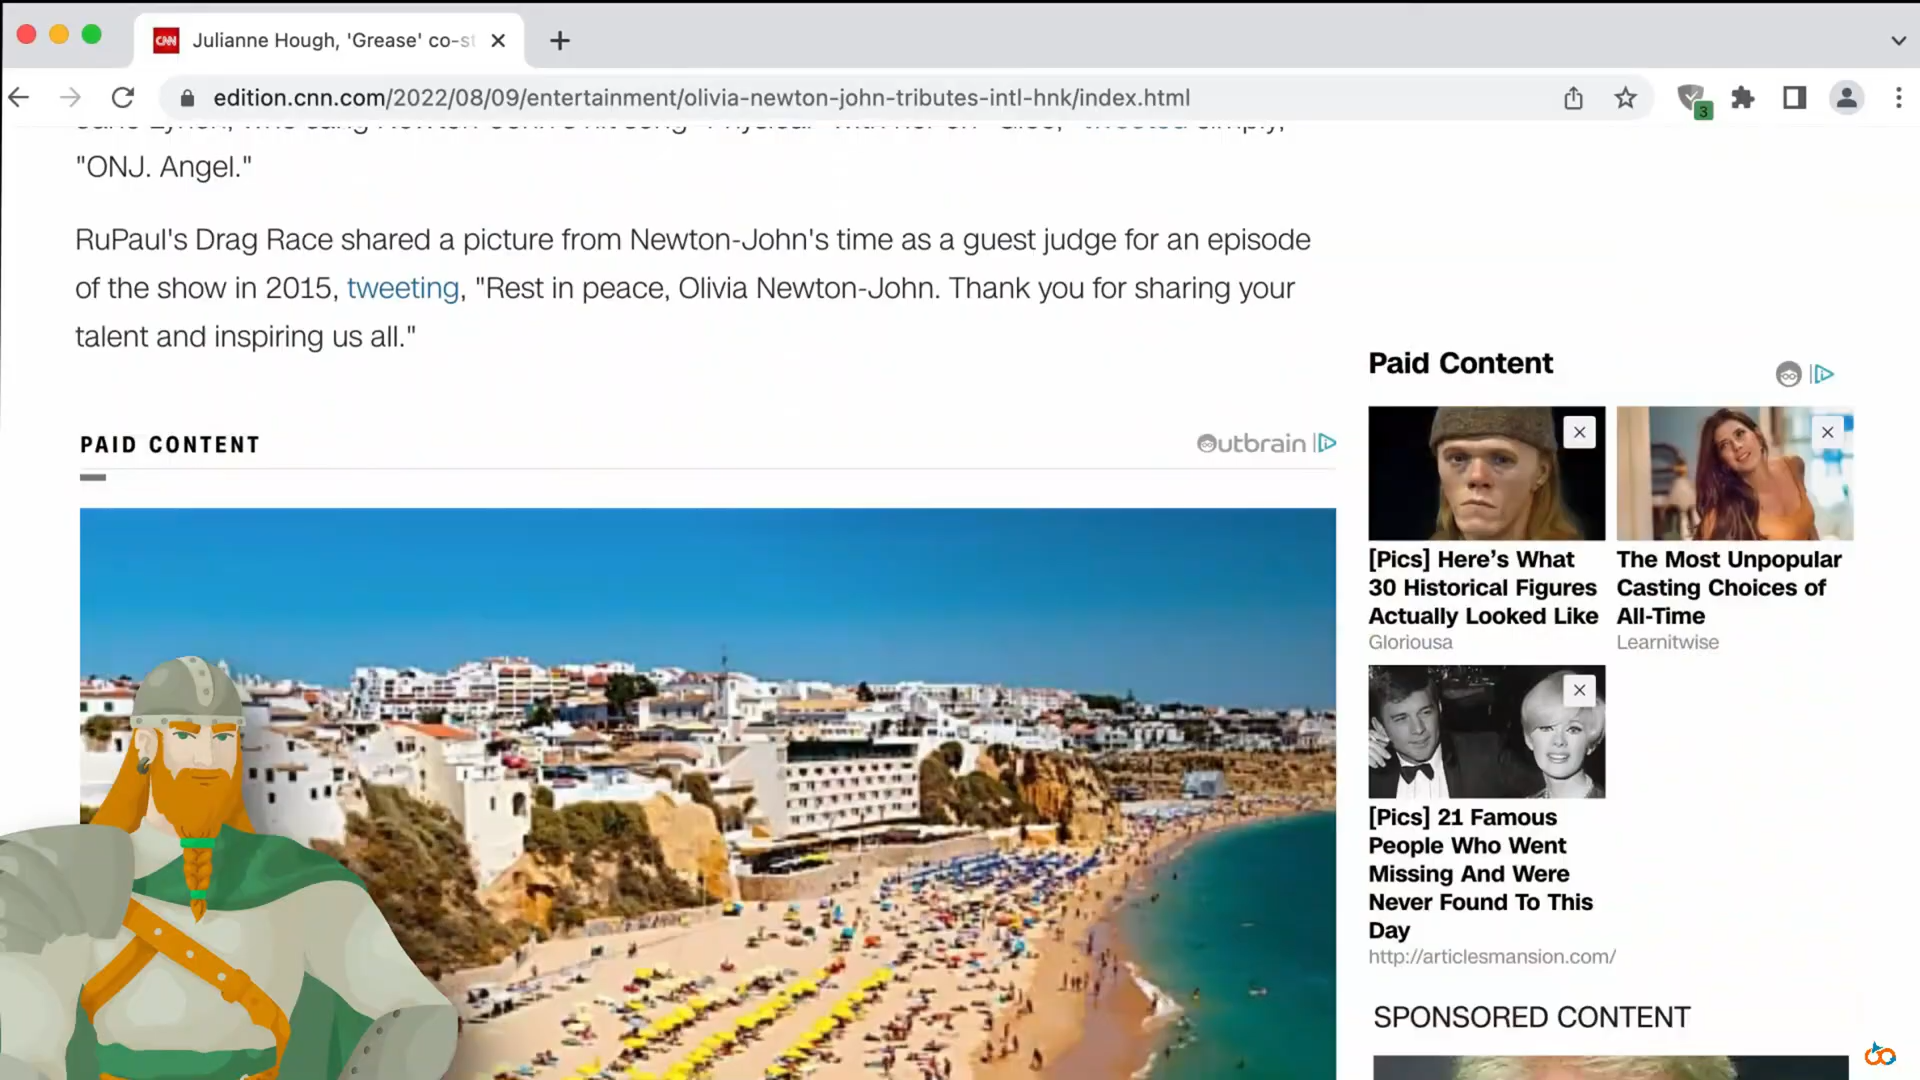 CNN
Julianne Hough, 'Grease' co-st
edition.cnn.com/2022/08/09/entertainment/olivia-newton-john-tributes-intl-hnk/index.html
3
"ONJ. Angel."
RuPaul's Drag Race shared a picture from Newton-John's time as a guest judge for an episode
of the show in 2015, tweeting, "Rest in peace, Olivia Newton-John. Thank you for sharing your
talent and inspiring us all."
PAID CONTENT
Outbrain
Paid Content
[Pics] Here's What
30 Historical Figures
Actually Looked Like
Gloriousa
The Most Unpopular
Casting Choices of
All-Time
Learnitwise
[Pics] 21 Famous
People Who Went
Missing And Were
Never Found To This
Day
http://articlesmansion.com/
SPONSORED CONTENT